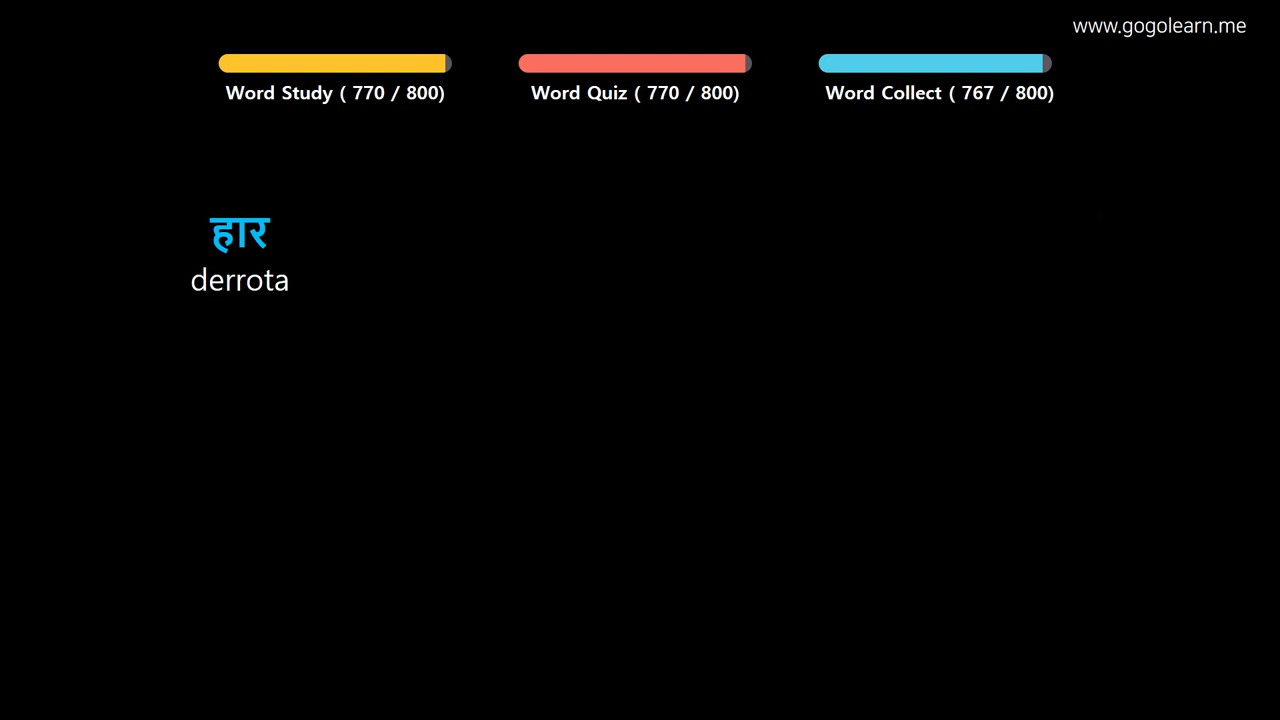 www.gogolearn.me
Word Study ( 770 / 800)
Word Quiz ( 770 / 800)
Word Collect ( 767 / 800)
हार
derrota